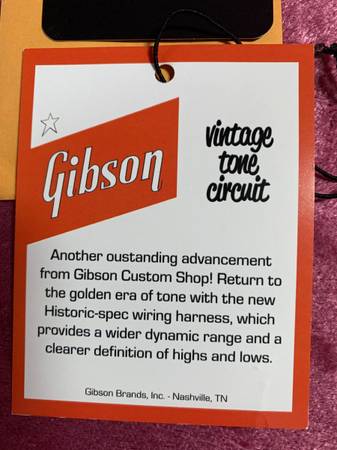 Gibson
vintage
tone
circuit
Another oustanding advancement
from Gibson Custom Shop! Return to
the golden era of tone with the new
Historic-spec wiring harness, which
provides a wider dynamic range and a
clearer definition of highs and lows.
Gibson Brands, Inc. - Nashville, TN